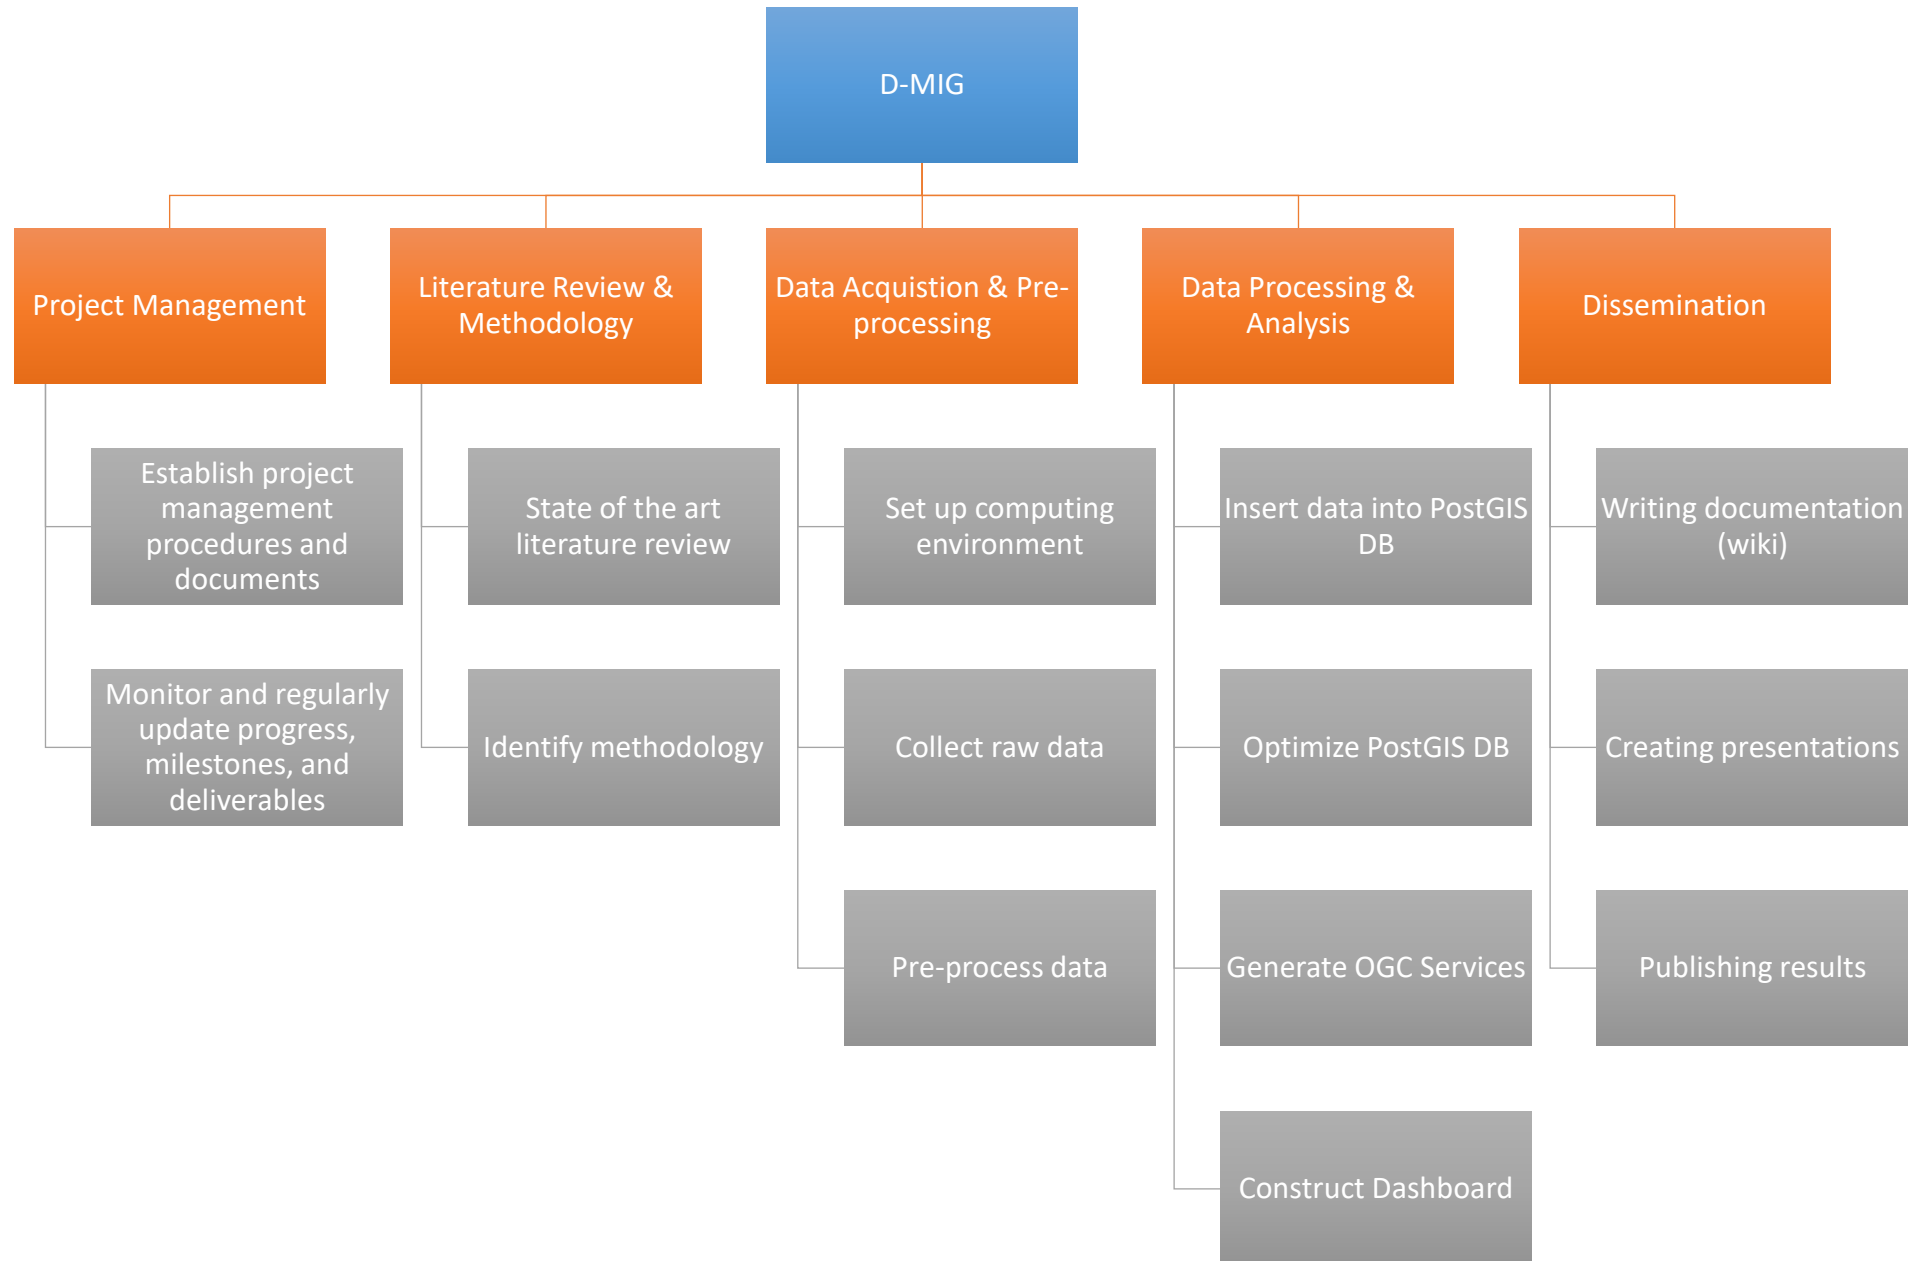 D-MIG
Project Management
Literature Review &
Methodology
Data Acquistion & Pre-
processing
Data Processing &
Analysis
Dissemination
Establish project
management
procedures and
documents
Monitor and regularly
update progress,
milestones, and
deliverables
State of the art
literature review
Identify methodology
Set up computing
environment
Collect raw data
Pre-process data
Insert data into PostGIS
DB
Optimize PostGIS DB
Generate OGC Services
Construct Dashboard
Writing documentation
(wiki)
Creating presentations
Publishing results